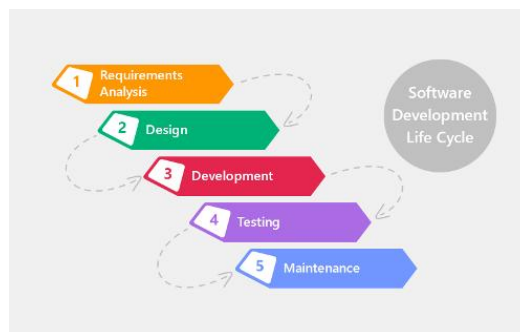 1
Requirements
Analysis
2
Design
3
Development
4
Testing
5
Maintenance
Software
Development
Life Cycle